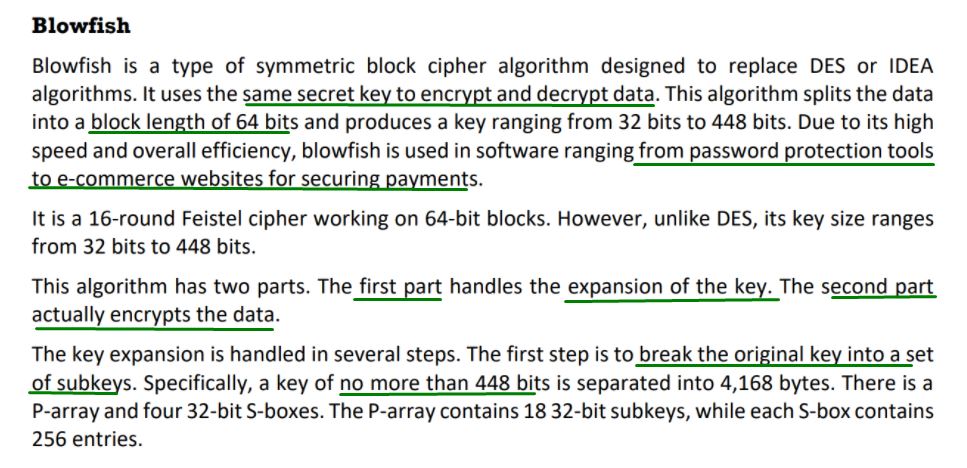 Blowfish
Blowfish is a type of symmetric block cipher algorithm designed to replace DES or IDEA
algorithms. It uses the same secret key to encrypt and decrypt data. This algorithm splits the data
into a block length of 64 bits and produces a key ranging from 32 bits to 448 bits. Due to its high
speed and overall efficiency, blowfish is used in software ranging from password protection tools
to e-commerce websites for securing payments.
It is a 16-round Feistel cipher working on 64-bit blocks. However, unlike DES, its key size ranges
from 32 bits to 448 bits.
This algorithm has two parts. The first part handles the expansion of the key. The second part
actually encrypts the data.
The key expansion is handled in several steps. The first step is to break the original key into a set
of subkeys. Specifically, a key of no more than 448 bits is separated into 4,168 bytes. There is a
P-array and four 32-bit S-boxes. The P-array contains 18 32-bit subkeys, while each S-box contains
256 entries.